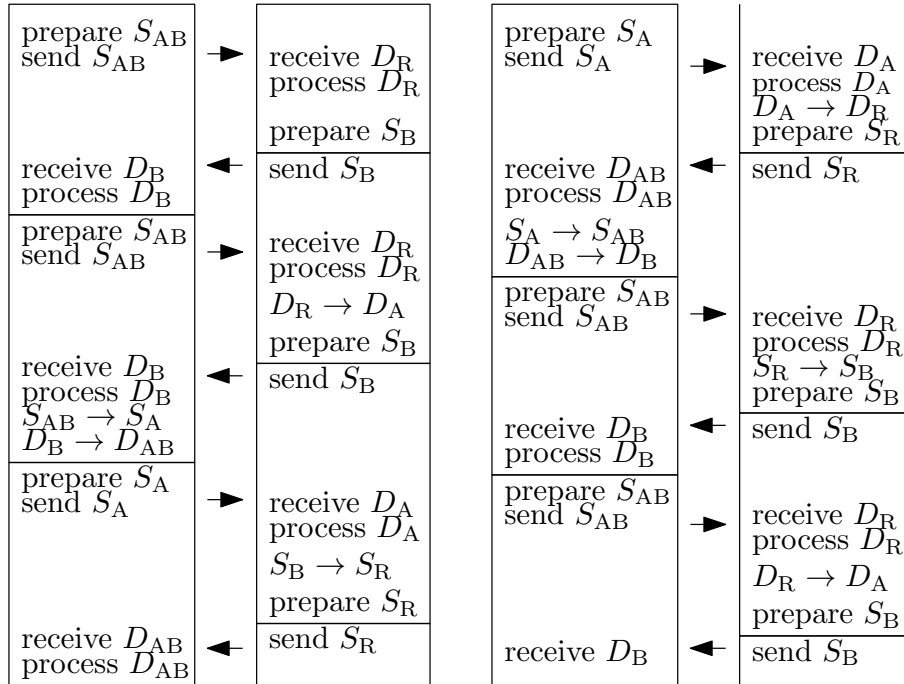 prepare S_AB
send S_AB
receive D_B
process D_B
prepare S_AB
send S_AB
receive D_B
process D_B
S_AB → S_A
D_B → D_AB
prepare S_A
send S_A
receive D_AB
process D_AB
receive D_R
process D_R
prepare S_B
send S_B
receive D_R
process D_R
D_R → D_A
prepare S_B
send S_B
receive D_A
process D_A
S_B → S_R
prepare S_R
send S_R
prepare S_A
send S_A
receive D_AB
process D_AB
S_A → S_AB
D_AB → D_B
prepare S_AB
send S_AB
receive D_B
process D_B
prepare S_AB
send S_AB
receive D_B
receive D_A
process D_A
D_A → D_R
prepare S_R
send S_R
receive D_R
process D_R
S_R → S_B
prepare S_B
send S_B
receive D_R
process D_R
D_R → D_A
prepare S_B
send S_B